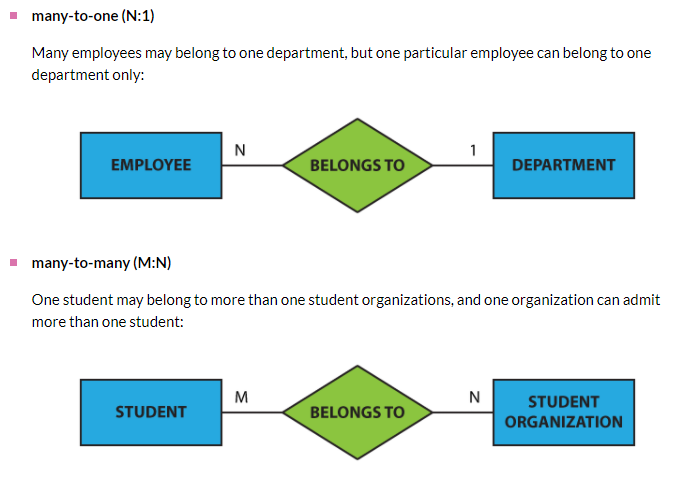 many-to-one (N:1)
Many employees may belong to one department, but one particular employee can belong to one
department only:
EMPLOYEE
N
BELONGS TO
1
DEPARTMENT
many-to-many (M:N)
One student may belong to more than one student organizations, and one organization can admit
more than one student:
STUDENT
M
BELONGS TO
N
STUDENT
ORGANIZATION